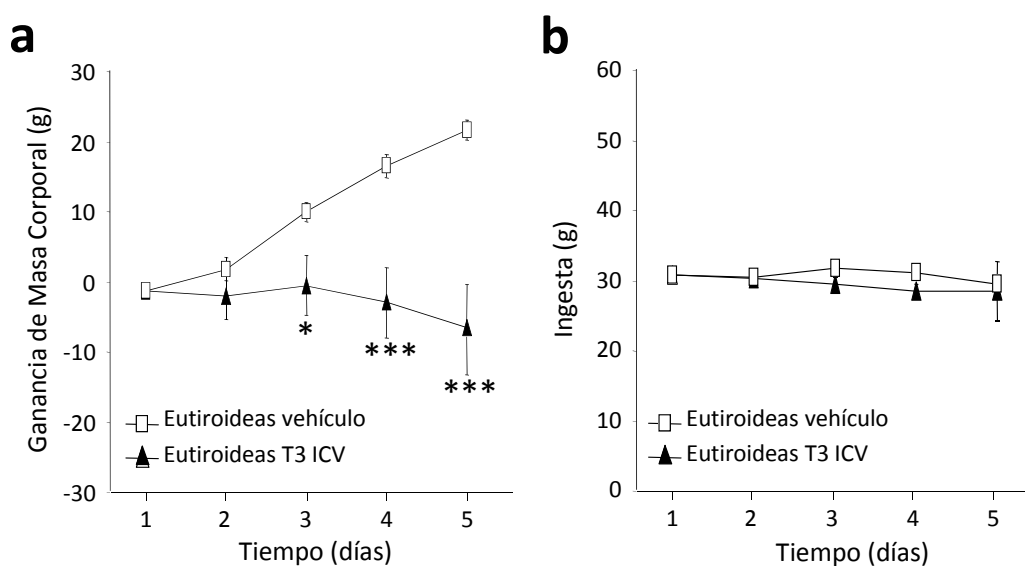 a
Ganancia de Masa Corporal (g)
30
20
10
0
-10
-20
-30
*
***
***
Eutiroideas vehículo
Eutiroideas T3 ICV
1 2 3 4 5
Tiempo (días)
b
Ingesta (g)
60
50
40
30
20
10
0
Eutiroideas vehículo
Eutiroideas T3 ICV
1 2 3 4 5
Tiempo (días)